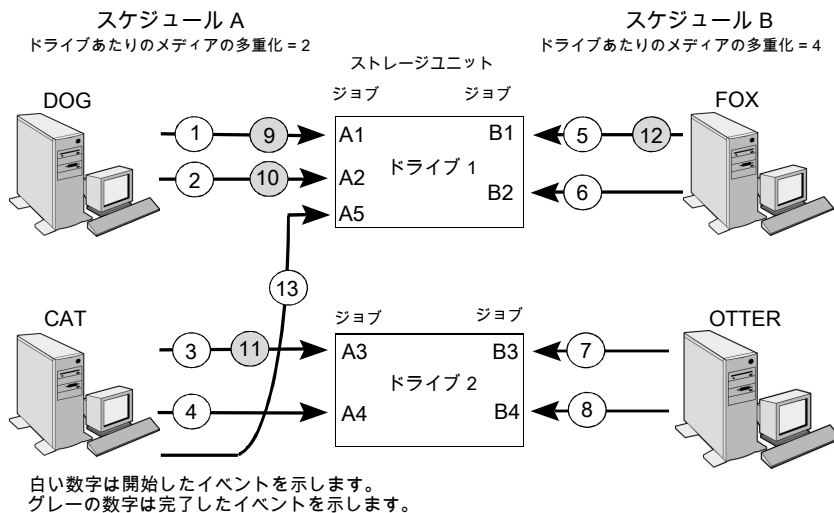 スケジュール A
ドライブあたりのメディアの多重化 = 2
スケジュール B
ドライブあたりのメディアの多重化 = 4
ストレージユニット
ジョブ
ジョブ
DOG
FOX
1
9
A1
B1
5
12
ドライブ 1
2
10
A2
B2
6
A5
13
CAT
OTTER
ジョブ
ジョブ
3
11
A3
B3
7
ドライブ 2
4
A4
B4
8
白い数字は開始したイベントを示します。
グレーの数字は完了したイベントを示します。